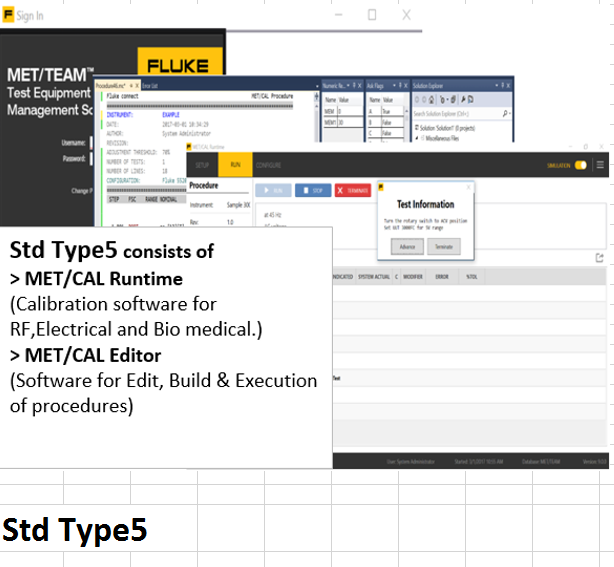 Sign In
MET/TEAM™
Test Equipment
Management So
FLUKE
Username:
Password:
Change P
Error List
Fluke connect
MET/CAL Procedure
INSTRUMENT: EXAMPLE
DATE: 2017-03-01 10:34:29
AUTHOR: System Administrator
REVISION:
ADJUSTMENT THRESHOLD: 70%
NUMBER OF TESTS: 1
NUMBER OF LINES: 18
CONFIGURATION: Fluke 5520
STEP FSC RANGE NOMINAL
Name Value
MEM 0
MEM1 30
Ask Flags
Name Value
A True
B False
C False
Solution Explorer
Search Solution Explorer (Ctrl+;)
Solution 'Solution1' (0 projects)
Miscellaneous Files
MET/CAL Runtime
SETUP RUN CONFIGURE
SIMULATION
Procedure
Instrument: Sample XXX
Rev: 1.0
RUN STOP TERMINATE
at 45 Hz
Test Information
Turn the rotary switch to ACV position
Set UUT 1000VC for 5V range
Advance Terminate
INDICATED SYSTEM ACTUAL C MODIFIER ERROR %TOL
Test
User: System Administrator Started: 3/1/2017 10:35 AM Database: MET/TEAM
Std Type5 consists of
> MET/CAL Runtime
(Calibration software for
RF,Electrical and Bio medical.)
> MET/CAL Editor
(Software for Edit, Build & Execution
of procedures)
Std Type5